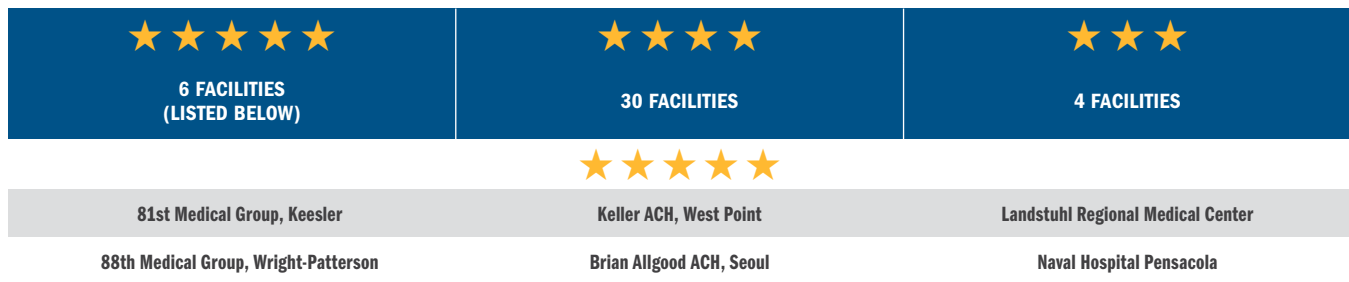 6 FACILITIES
(LISTED BELOW)
30 FACILITIES
4 FACILITIES
81st Medical Group, Keesler
Keller ACH, West Point
Landstuhl Regional Medical Center
88th Medical Group, Wright-Patterson
Brian Allgood ACH, Seoul
Naval Hospital Pensacola